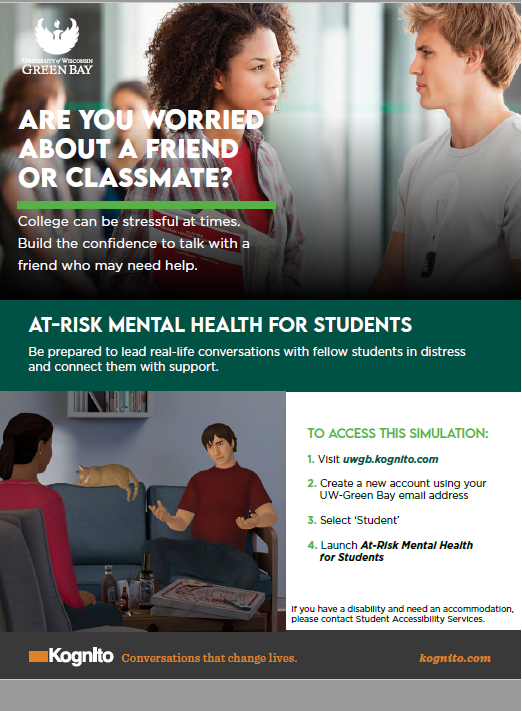 UNIVERSITY of WISCONSIN
GREEN BAY
ARE YOU WORRIED
ABOUT A FRIEND
OR CLASSMATE?
College can be stressful at times.
Build the confidence to talk with a
friend who may need help.
AT-RISK MENTAL HEALTH FOR STUDENTS
Be prepared to lead real-life conversations with fellow students in distress
and connect them with support.
TO ACCESS THIS SIMULATION:
1. Visit uwgb.kognito.com
2. Create a new account using your
UW-Green Bay email address
3. Select ‘Student’
4. Launch At-Risk Mental Health
for Students
If you have a disability and need an accommodation,
please contact Student Accessibility Services.
Kognito Conversations that change lives.
kognito.com